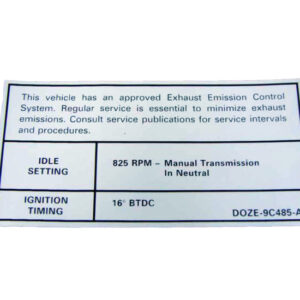 This vehicle has an approved Exhaust Emission Control
System. Regular service is essential to minimize exhaust
emissions. Consult service publications for service intervals
and procedures.
IDLE
SETTING
825 RPM – Manual Transmission
In Neutral
IGNITION
TIMING
16° BTDC
DOZE-9C485-A